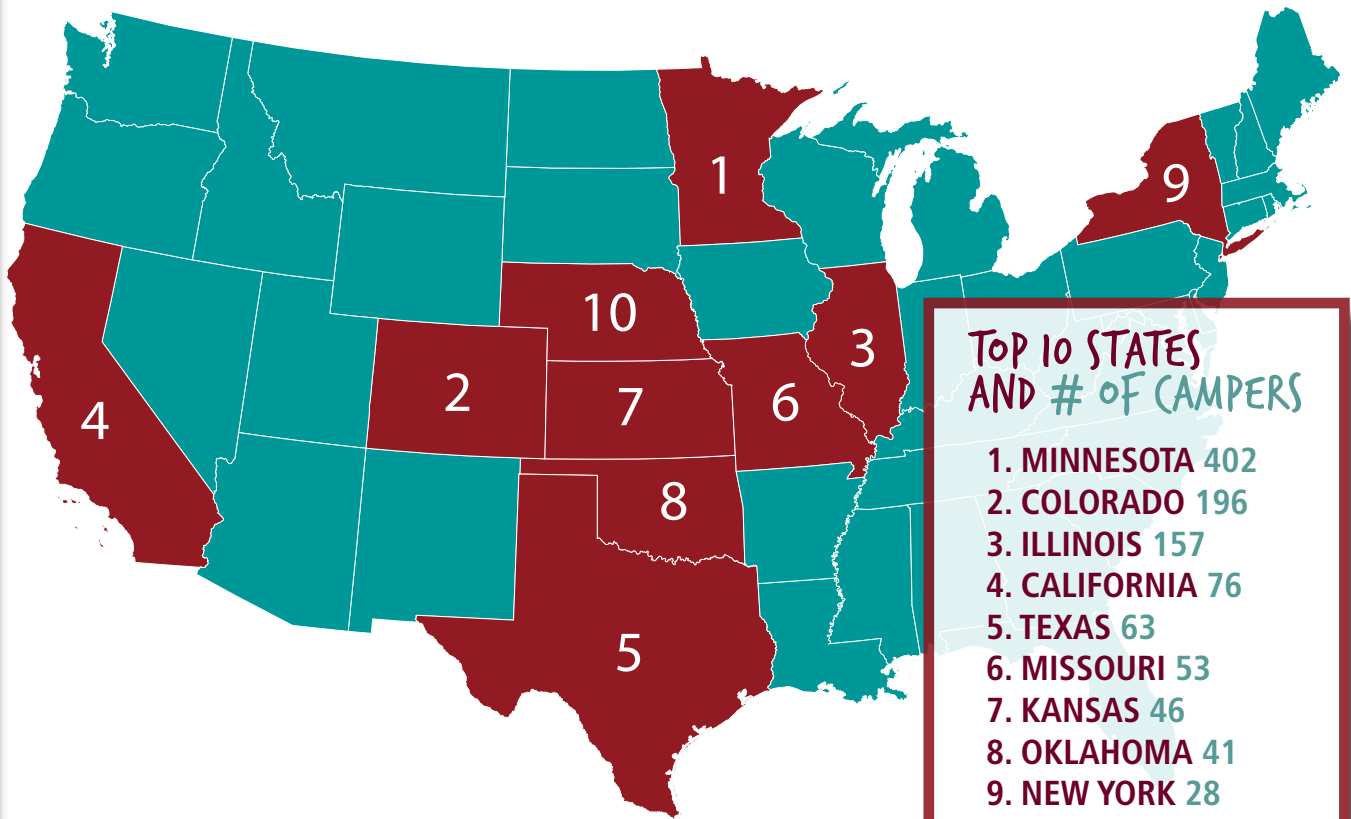 1
9
10
3
2
7
6
4
8
5
TOP 10 STATES
AND # OF CAMPERS
1. MINNESOTA 402
2. COLORADO 196
3. ILLINOIS 157
4. CALIFORNIA 76
5. TEXAS 63
6. MISSOURI 53
7. KANSAS 46
8. OKLAHOMA 41
9. NEW YORK 28